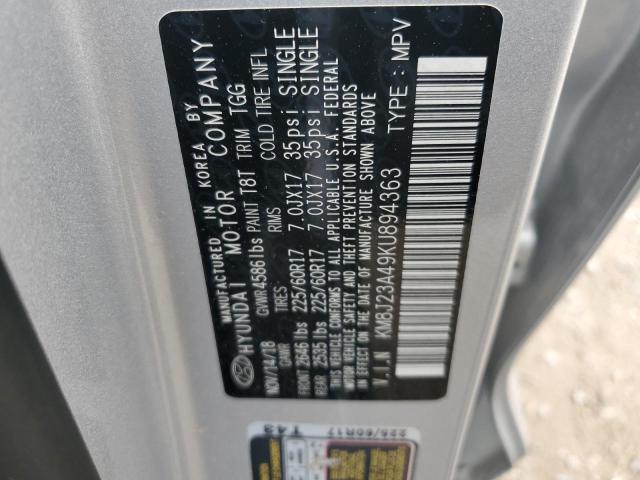 MANUFACTURED IN KOREA BY
HYUNDAI MOTOR COMPANY
NOV/14/18 GVWR 4586 lbs PAINT T8T TRIM TGG
GAWR TIRES: RIMS COLD TIRE INFL
FRONT 2646 lbs 225/60R17 7.0JX17 35psi SINGLE
REAR 2535 lbs 225/60R17 7.0JX17 35psi SINGLE
THIS VEHICLE CONFORMS TO ALL APPLICABLE U.S.A. FEDERAL
MOTOR VEHICLE SAFETY AND THEFT PREVENTION STANDARDS
IN EFFECT ON THE DATE OF MANUFACTURE SHOWN ABOVE
V.I.N KM8J23A49KU894363 TYPE: MPV
225/60R17
T43